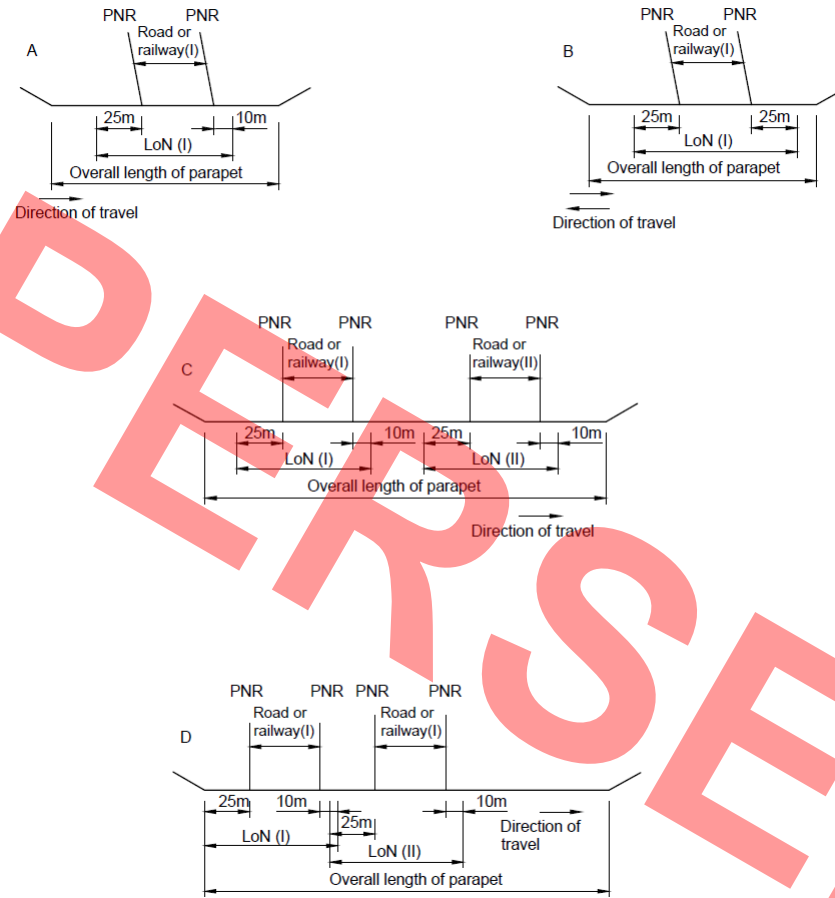 PNR PNR
Road or
railway(I)
A
25m 10m
LoN (I)
Overall length of parapet
Direction of travel
PNR PNR
Road or
railway(I)
B
25m 25m
LoN (I)
Overall length of parapet
Direction of travel
PNR PNR PNR PNR
Road or Road or
railway(I) railway(II)
C
25m 10m 25m 10m
LoN (I) LoN (II)
Overall length of parapet
Direction of travel
PNR PNR PNR PNR
Road or Road or
railway(I) railway(I)
D
25m 10m 10m
25m
LoN (I)
Direction of
travel
LoN (II)
Overall length of parapet
PERSE